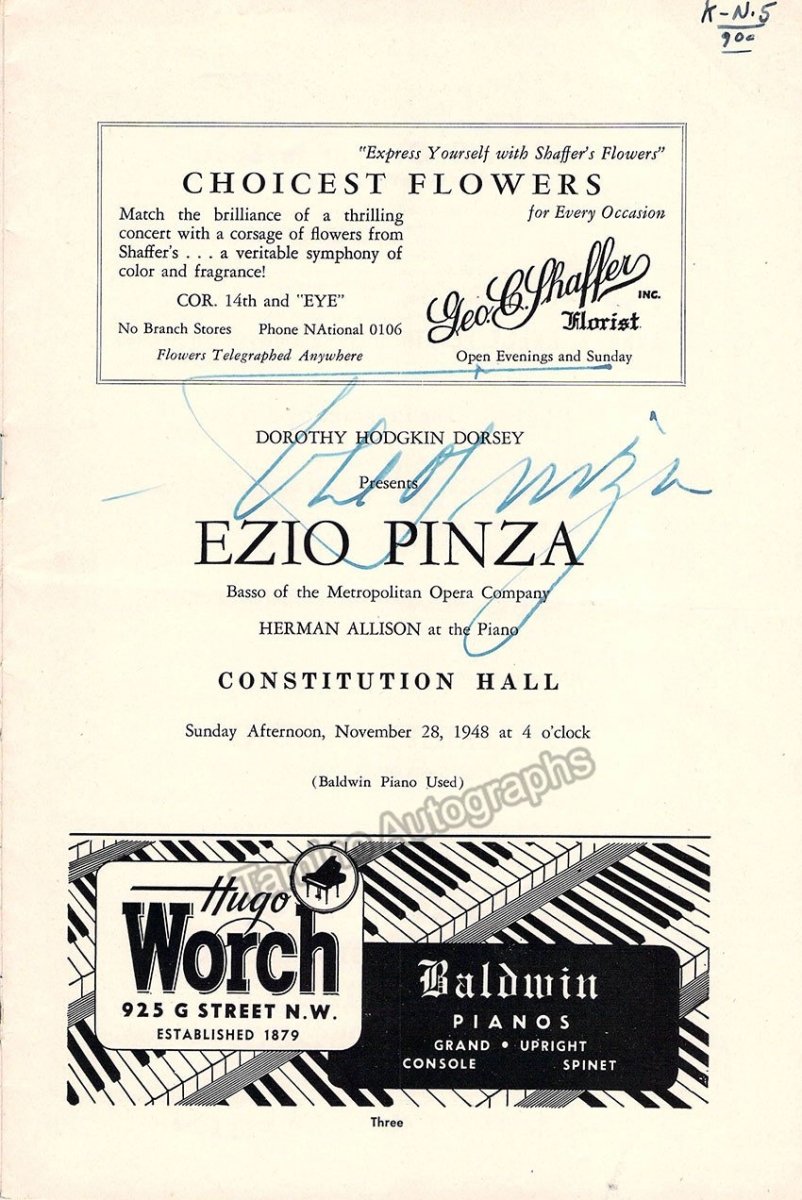 K-N.5
900
"Express Yourself with Shaffer's Flowers"
CHOICEST FLOWERS
for Every Occasion
Match the brilliance of a thrilling
concert with a corsage of flowers from
Shaffer's . . . a veritable symphony of
color and fragrance!
COR. 14th and "EYE"
No Branch Stores Phone NAtional 0106
Flowers Telegraphed Anywhere
Geo. C. Shaffer INC.
Florist
Open Evenings and Sunday
DOROTHY HODGKIN DORSEY
Presents
EZIO PINZA
Basso of the Metropolitan Opera Company
HERMAN ALLISON at the Piano
CONSTITUTION HALL
Sunday Afternoon, November 28, 1948 at 4 o'clock
(Baldwin Piano Used)
Tamino Autographs
Hugo
Worch
925 G STREET N.W.
ESTABLISHED 1879
Baldwin
PIANOS
GRAND • UPRIGHT
CONSOLE SPINET
Three